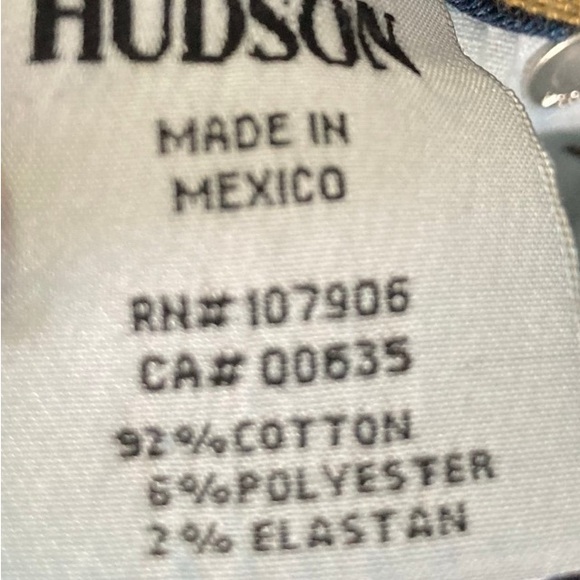 HUDSON
MADE IN
MEXICO
RN# 107906
CA# 00635
92% COTTON
6% POLYESTER
2% ELASTAN